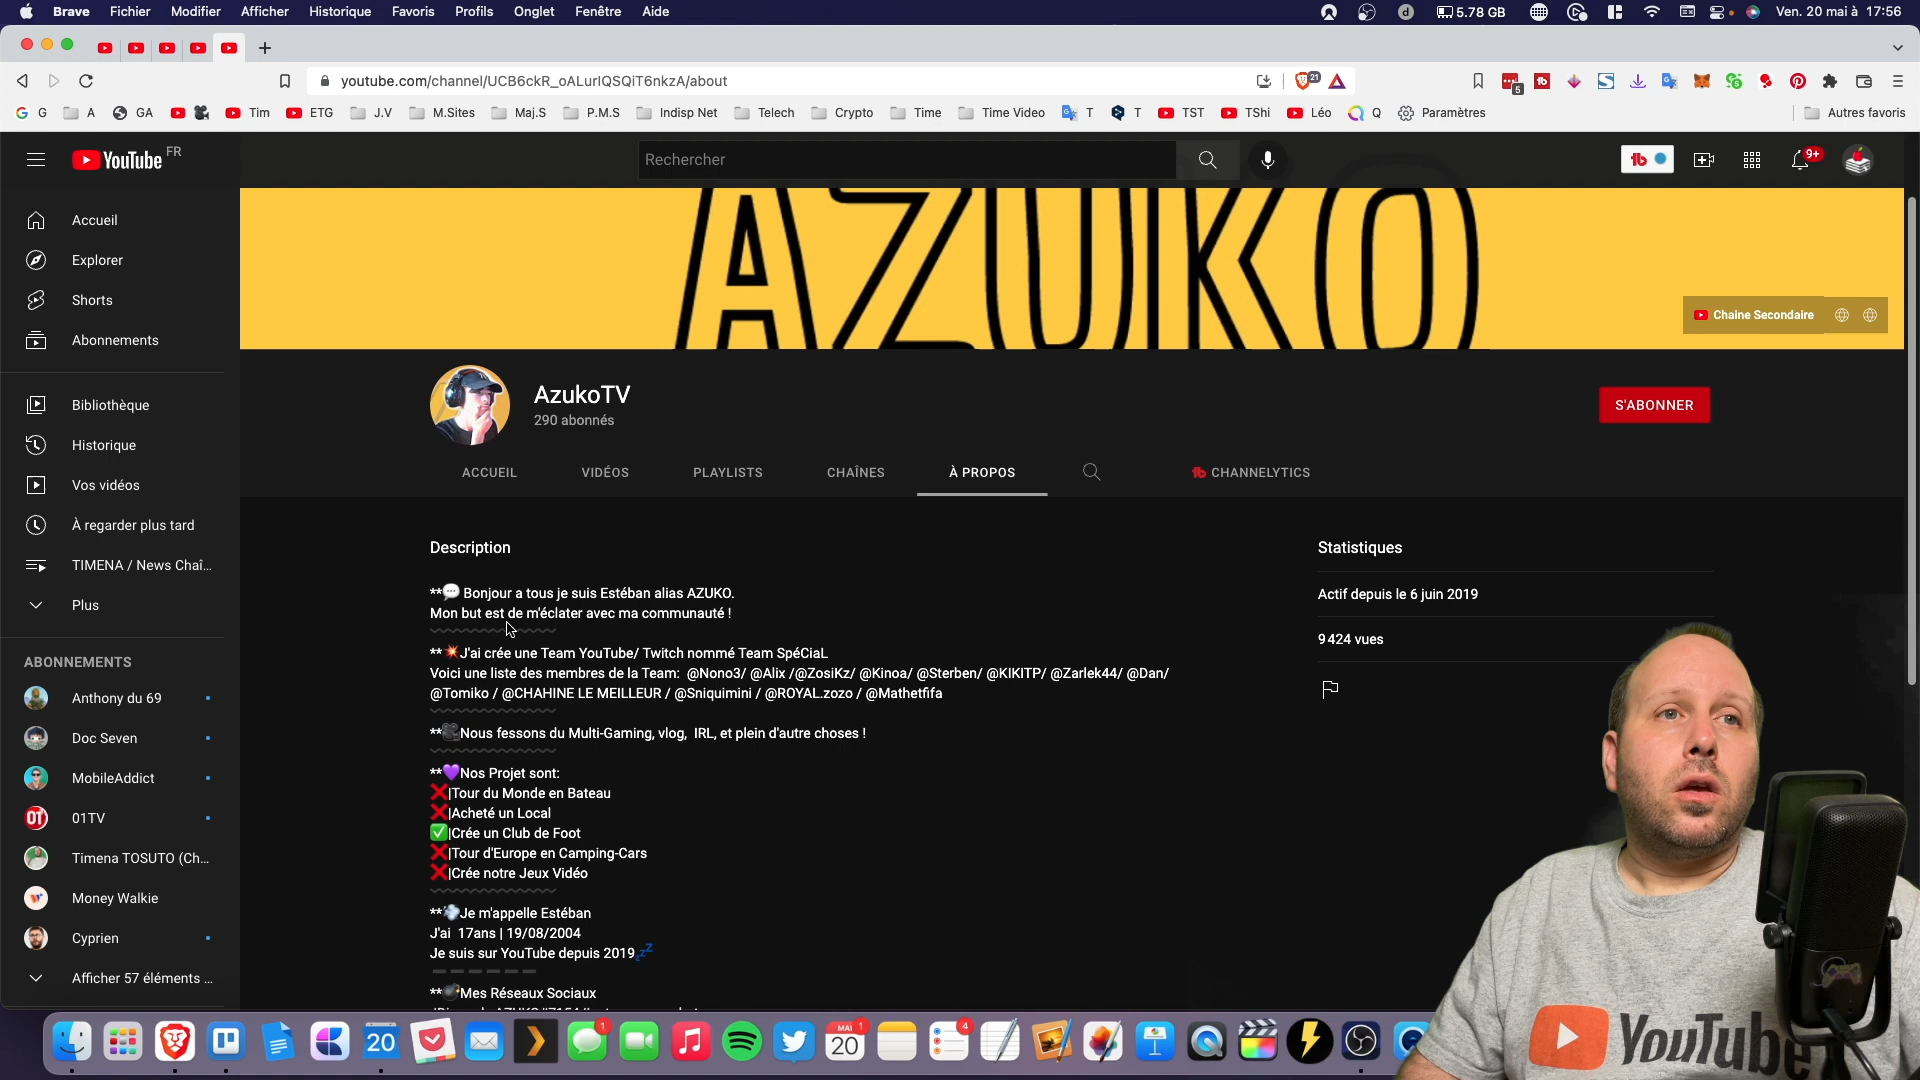 Brave Fichier Modifier Afficher Historique Favoris Profils Onglet Fenêtre Aide
5.78 GB
Ven. 20 mai à 17:56
youtube.com/channel/UCB6ckR_oALurlQSQiT6nkzA/about
21
5
G A GA Tim ETG J.V M.Sites Maj.S P.M.S Indisp Net Telech Crypto Time Time Video T T TST TShi Léo Q Paramètres Autres favoris
YouTube FR
Rechercher
9+
Accueil
Explorer
Shorts
Abonnements
Bibliothèque
Historique
Vos vidéos
À regarder plus tard
TIMENA / News Chaî...
Plus
ABONNEMENTS
Anthony du 69
Doc Seven
MobileAddict
01TV
Timena TOSUTO (Ch...
Money Walkie
Cyprien
Afficher 57 éléments ...
AZUKO
Chaine Secondaire
AzukoTV
290 abonnés
S'ABONNER
ACCUEIL VIDÉOS PLAYLISTS CHAÎNES À PROPOS CHANNELYTICS
Description
**💬 Bonjour a tous je suis Estéban alias AZUKO.
Mon but est de m'éclater avec ma communauté !
**💥J'ai crée une Team YouTube/ Twitch nommé Team SpéCiaL
Voici une liste des membres de la Team: @Nono3/ @Alix /@ZosiKz/ @Kinoa/ @Sterben/ @KIKITP/ @Zarlek44/ @Dan/
@Tomiko / @CHAHINE LE MEILLEUR / @Sniquimini / @ROYAL.zozo / @Mathetfifa
**🎥Nous fessons du Multi-Gaming, vlog, IRL, et plein d'autre choses !
**💜Nos Projet sont:
❌|Tour du Monde en Bateau
❌|Acheté un Local
✅|Crée un Club de Foot
❌|Tour d'Europe en Camping-Cars
❌|Crée notre Jeux Vidéo
**💨Je m'appelle Estéban
J'ai 17ans | 19/08/2004
Je suis sur YouTube depuis 2019💤
**💣Mes Réseaux Sociaux
Statistiques
Actif depuis le 6 juin 2019
9 424 vues
20
1
MAI
20
1
4
YouTube